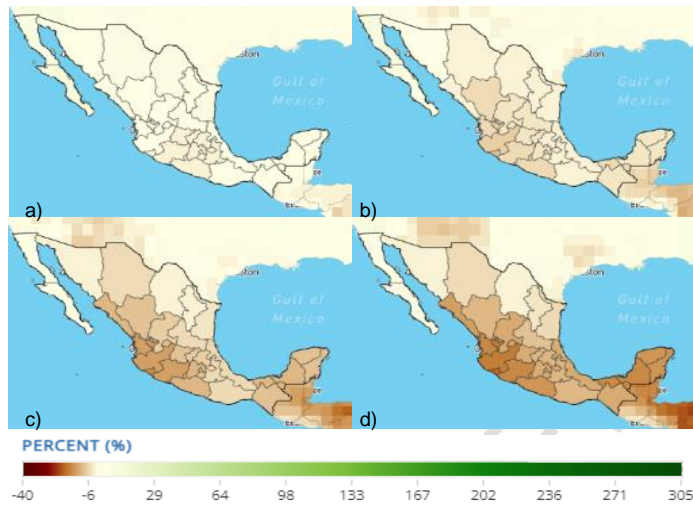 Gulf of
Mexico
a)
Gulf of
Mexico
b)
Gulf of
Mexico
c)
Gulf of
Mexico
d)
PERCENT (%)
-40 -6 29 64 98 133 167 202 236 271 305